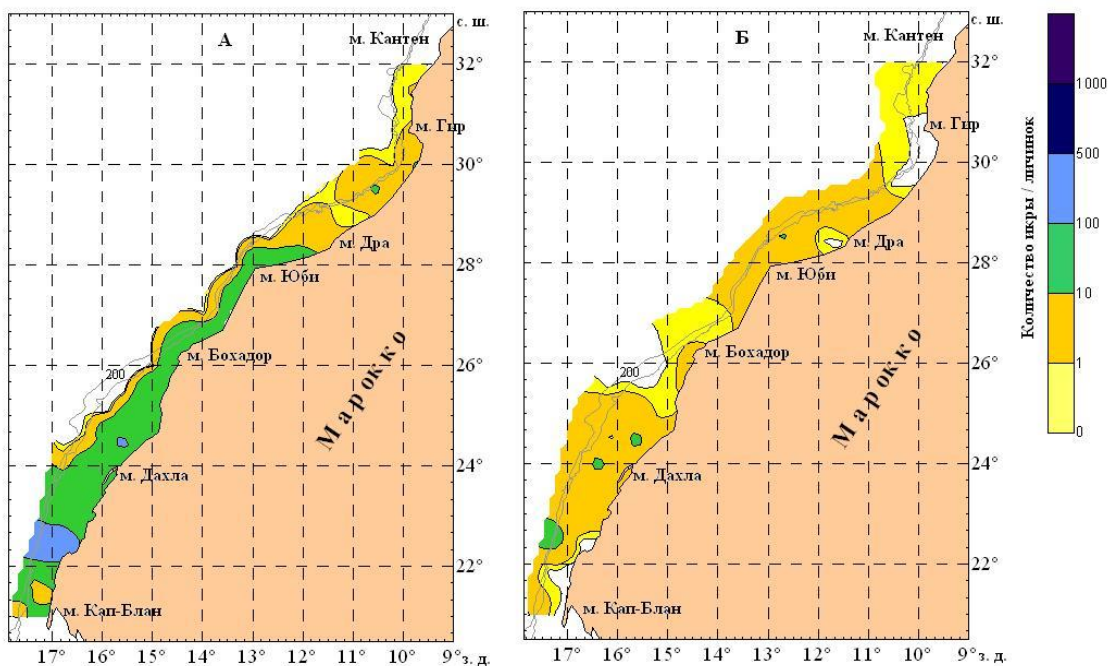 А
с. ш.
м. Кантен
32°
м. Гир
30°
м. Дра
28°
м. Юби
26°
м. Бохадор
200
Марокко
24°
м. Дахла
22°
м. Кап-Блан
17° 16° 15° 14° 13° 12° 11° 10° 9° з. д.
Б
с. ш.
м. Кантен
32°
м. Гир
30°
м. Дра
28°
м. Юби
26°
м. Бохадор
200
Марокко
24°
м. Дахла
22°
м. Кап-Блан
17° 16° 15° 14° 13° 12° 11° 10° 9° з. д.
Количество икры / личинок
1000
500
100
10
1
0